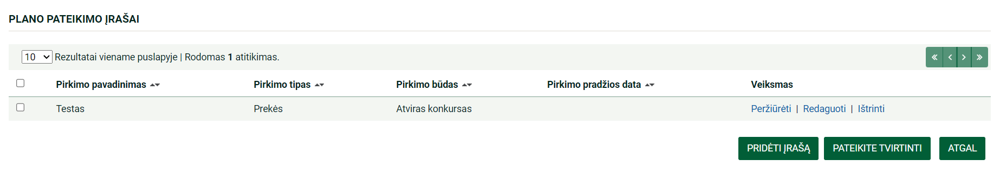 PLANO PATEIKIMO ĮRAŠAI
10 Rezultatai viename puslapyje | Rodomas 1 atitikimas.
Pirkimo pavadinimas Pirkimo tipas Pirkimo būdas Pirkimo pradžios data Veiksmas
Testas Prekės Atviras konkursas Peržiūrėti | Redaguoti | Ištrinti
PRIDĖTI ĮRAŠĄ PATEIKITE TVIRTINTI ATGAL